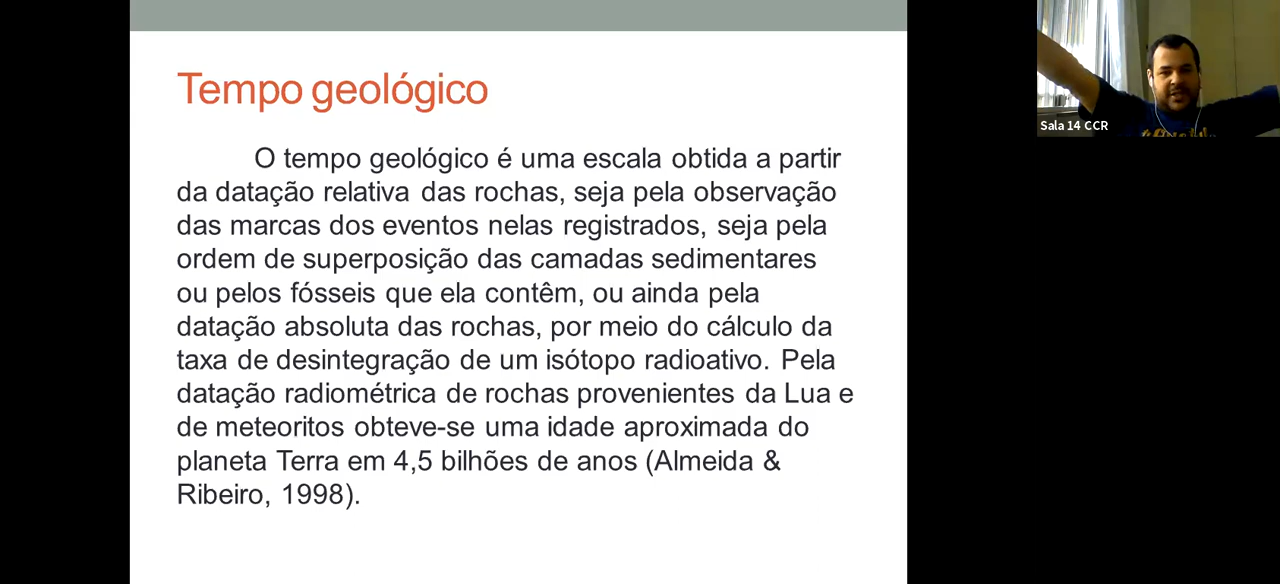 Tempo geológico
O tempo geológico é uma escala obtida a partir
da datação relativa das rochas, seja pela observação
das marcas dos eventos nelas registrados, seja pela
ordem de superposição das camadas sedimentares
ou pelos fósseis que ela contêm, ou ainda pela
datação absoluta das rochas, por meio do cálculo da
taxa de desintegração de um isótopo radioativo. Pela
datação radiométrica de rochas provenientes da Lua e
de meteoritos obteve-se uma idade aproximada do
planeta Terra em 4,5 bilhões de anos (Almeida &
Ribeiro, 1998).
Sala 14 CCR